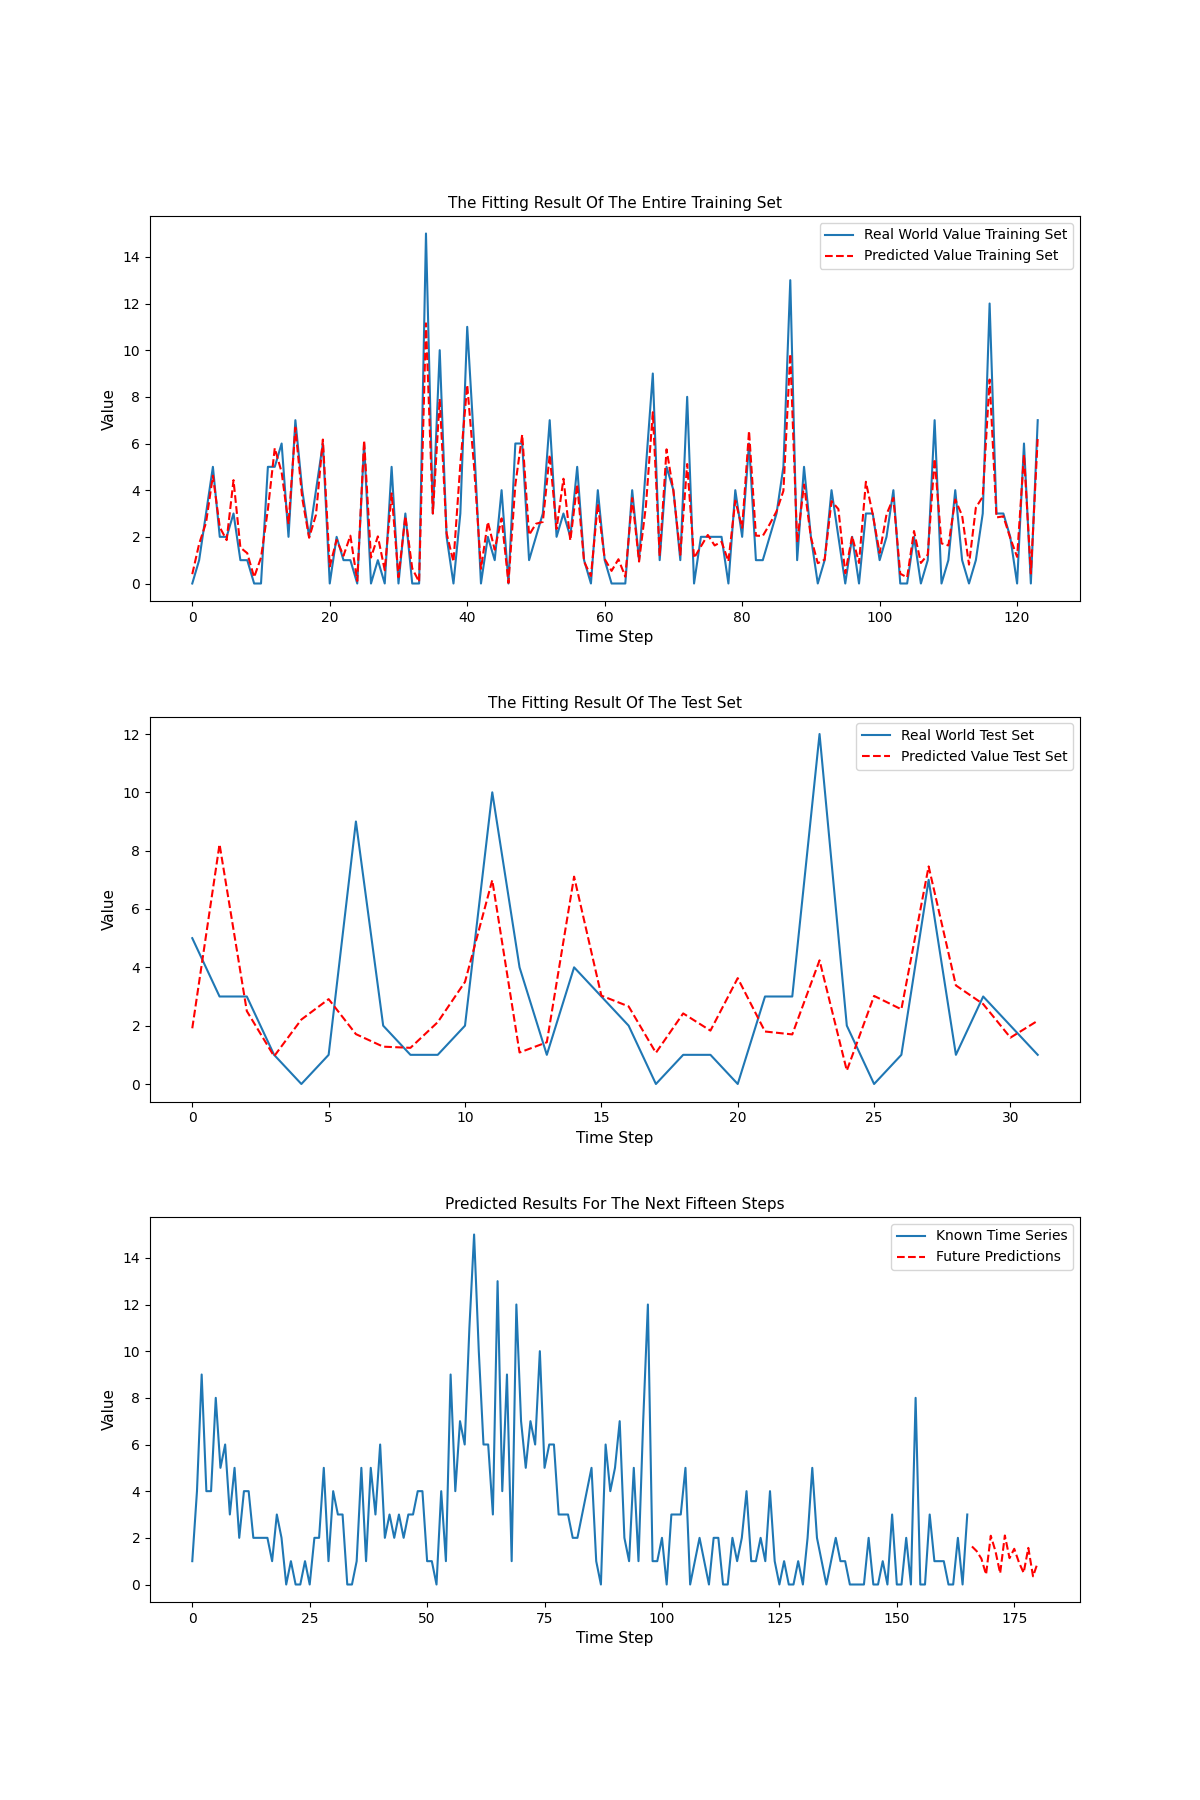 The Fitting Result Of The Entire Training Set
Real World Value Training Set
Predicted Value Training Set
Value
14
12
10
8
6
4
2
0
0 20 40 60 80 100 120
Time Step
The Fitting Result Of The Test Set
Real World Test Set
Predicted Value Test Set
Value
12
10
8
6
4
2
0
0 5 10 15 20 25 30
Time Step
Predicted Results For The Next Fifteen Steps
Known Time Series
Future Predictions
Value
14
12
10
8
6
4
2
0
0 25 50 75 100 125 150 175
Time Step